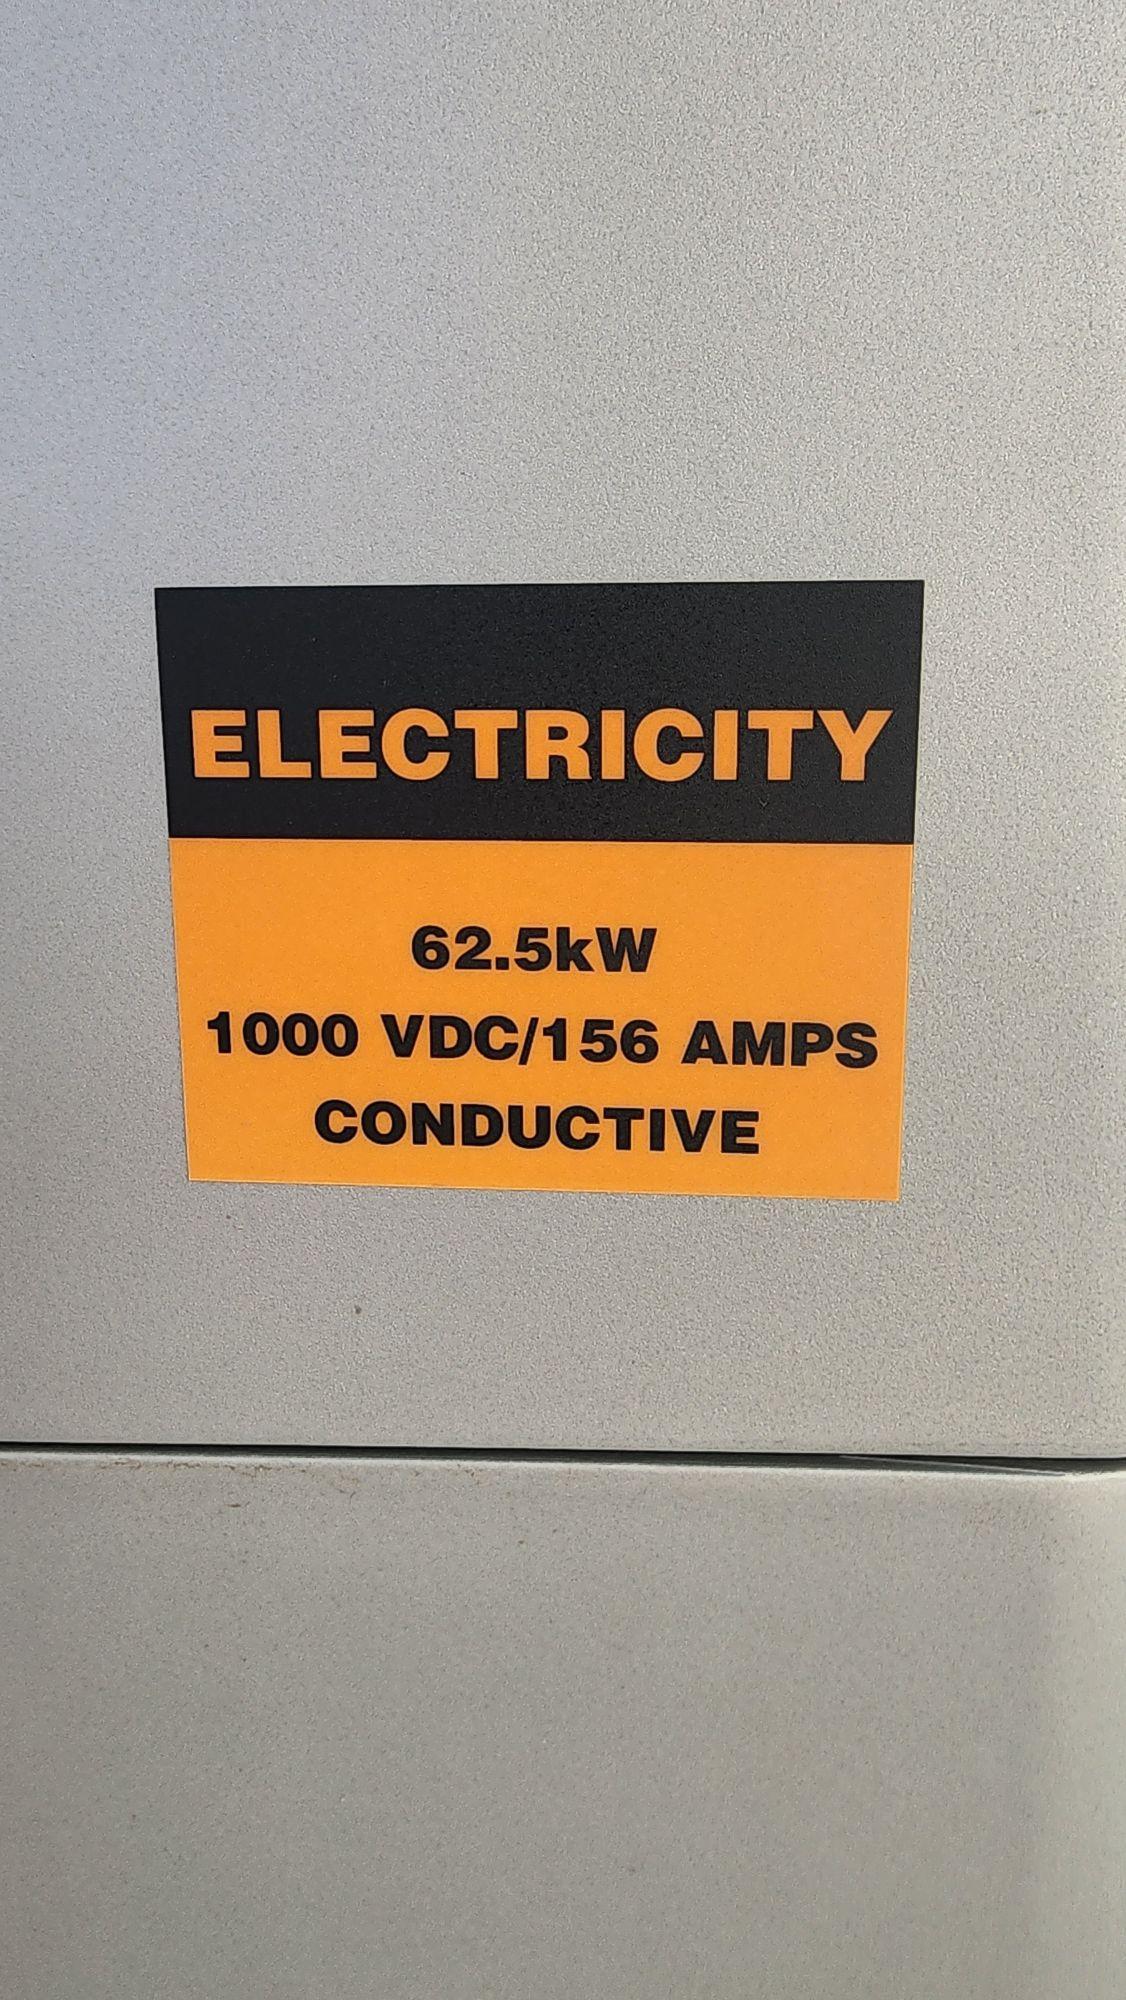 ELECTRICITY
62.5kW
1000 VDC/156 AMPS
CONDUCTIVE